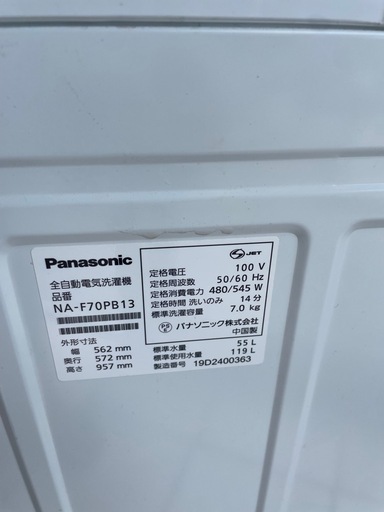 Panasonic
全自動電気洗濯機
品番
NA-F70PB13
外形寸法
幅 562 mm
奥行 572 mm
高さ 957 mm
JET
定格電圧 100 V
定格周波数 50/60 Hz
定格消費電力 480/545 W
定格時間 洗いのみ 14 分
標準洗濯容量 7.0 kg
PS E パナソニック株式会社
中国製
標準水量 55 L
標準使用水量 119 L
製造番号 19D2400363